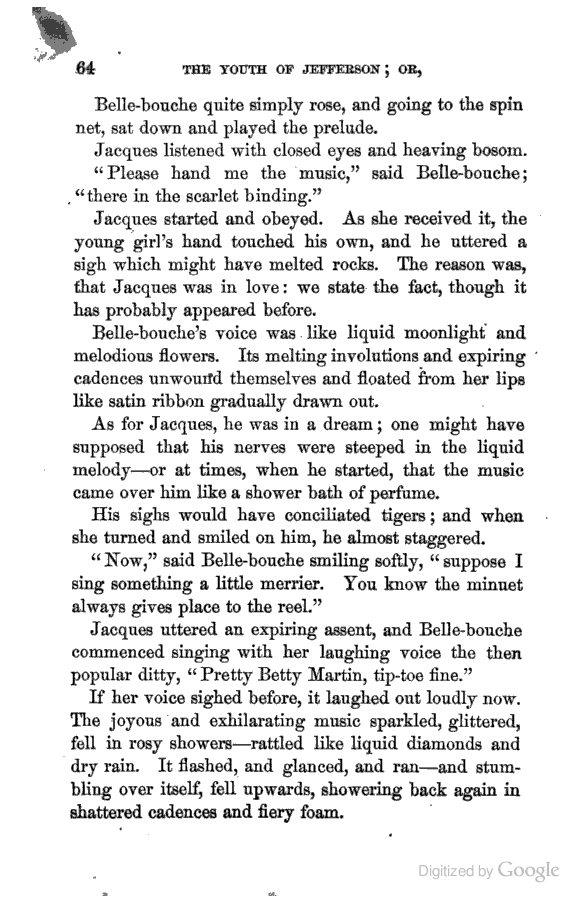 64 THE YOUTH OF JEFFERSON; OR,
Belle-bouche quite simply rose, and going to the spin
net, sat down and played the prelude.
Jacques listened with closed eyes and heaving bosom.
"Please hand me the music," said Belle-bouche;
"there in the scarlet binding."
Jacques started and obeyed. As she received it, the
young girl's hand touched his own, and he uttered a
sigh which might have melted rocks. The reason was,
that Jacques was in love: we state the fact, though it
has probably appeared before.
Belle-bouche's voice was like liquid moonlight and
melodious flowers. Its melting involutions and expiring
cadences unwound themselves and floated from her lips
like satin ribbon gradually drawn out.
As for Jacques, he was in a dream; one might have
supposed that his nerves were steeped in the liquid
melody—or at times, when he started, that the music
came over him like a shower bath of perfume.
His sighs would have conciliated tigers; and when
she turned and smiled on him, he almost staggered.
"Now," said Belle-bouche smiling softly, "suppose I
sing something a little merrier. You know the minuet
always gives place to the reel."
Jacques uttered an expiring assent, and Belle-bouche
commenced singing with her laughing voice the then
popular ditty, "Pretty Betty Martin, tip-toe fine."
If her voice sighed before, it laughed out loudly now.
The joyous and exhilarating music sparkled, glittered,
fell in rosy showers—rattled like liquid diamonds and
dry rain. It flashed, and glanced, and ran—and stum-
bling over itself, fell upwards, showering back again in
shattered cadences and fiery foam.
Digitized by Google